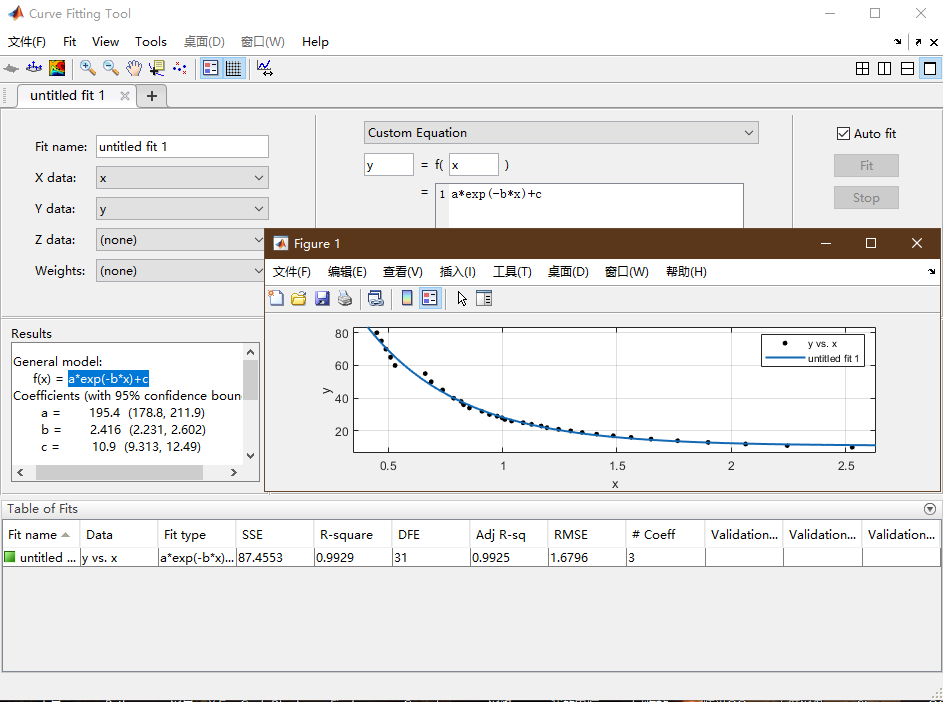 Curve Fitting Tool
文件(F) Fit View Tools 桌面(D) 窗口(W) Help
untitled fit 1
Fit name: untitled fit 1
X data: x
Y data: y
Z data: (none)
Weights: (none)
Custom Equation
y = f( x )
= 1 a*exp(-b*x)+c
Auto fit
Fit
Stop
Figure 1
文件(F) 编辑(E) 查看(V) 插入(I) 工具(T) 桌面(D) 窗口(W) 帮助(H)
80
60
40
20
y
0.5 1 1.5 2 2.5
x
y vs. x
untitled fit 1
Results
General model:
f(x) = a*exp(-b*x)+c
Coefficients (with 95% confidence boun
a = 195.4 (178.8, 211.9)
b = 2.416 (2.231, 2.602)
c = 10.9 (9.313, 12.49)
Table of Fits
Fit name Data Fit type SSE R-square DFE Adj R-sq RMSE # Coeff Validation... Validation... Validation...
untitled ... y vs. x a*exp(-b*x)... 87.4553 0.9929 31 0.9925 1.6796 3